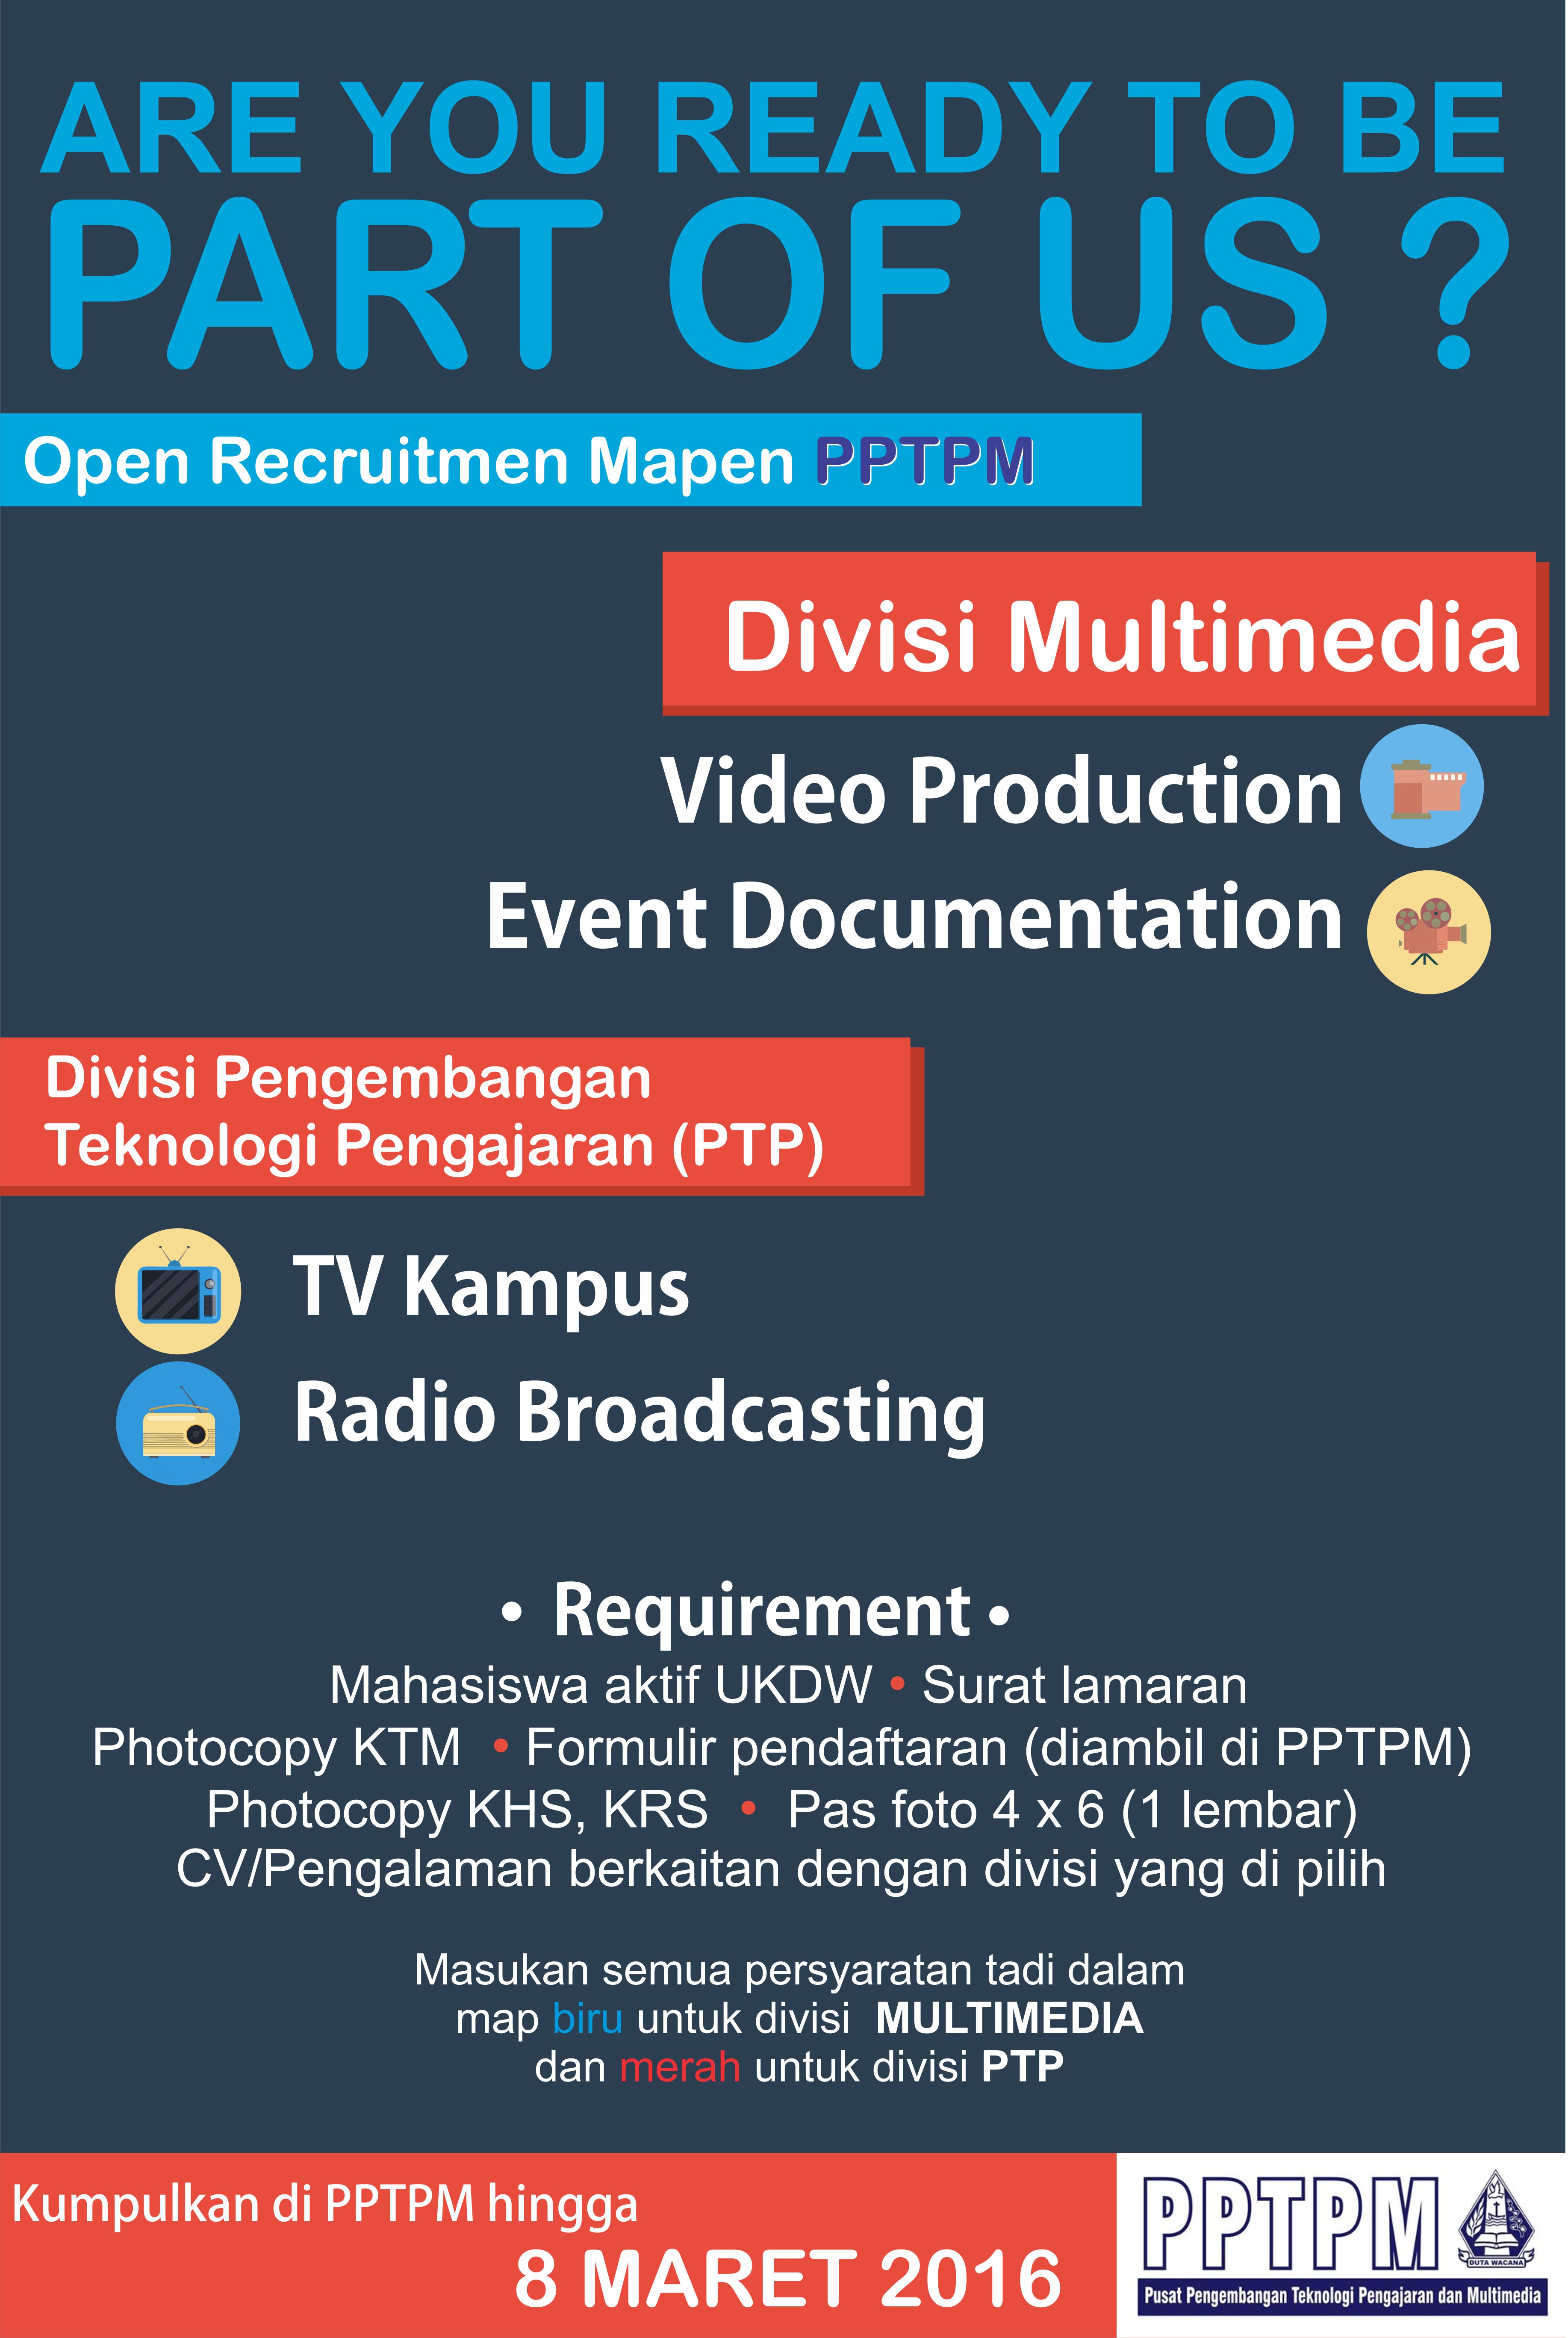 ARE YOU READY TO BE
PART OF US ?
Open Recruitmen Mapen PPTPM
Divisi Multimedia
Video Production
Event Documentation
Divisi Pengembangan
Teknologi Pengajaran (PTP)
TV Kampus
Radio Broadcasting
• Requirement •
Mahasiswa aktif UKDW • Surat lamaran
Photocopy KTM • Formulir pendaftaran (diambil di PPTPM)
Photocopy KHS, KRS • Pas foto 4 x 6 (1 lembar)
CV/Pengalaman berkaitan dengan divisi yang di pilih
Masukan semua persyaratan tadi dalam
map biru untuk divisi MULTIMEDIA
dan merah untuk divisi PTP
Kumpulkan di PPTPM hingga
8 MARET 2016
PPTPM
DUTA WACANA
Pusat Pengembangan Teknologi Pengajaran dan Multimedia